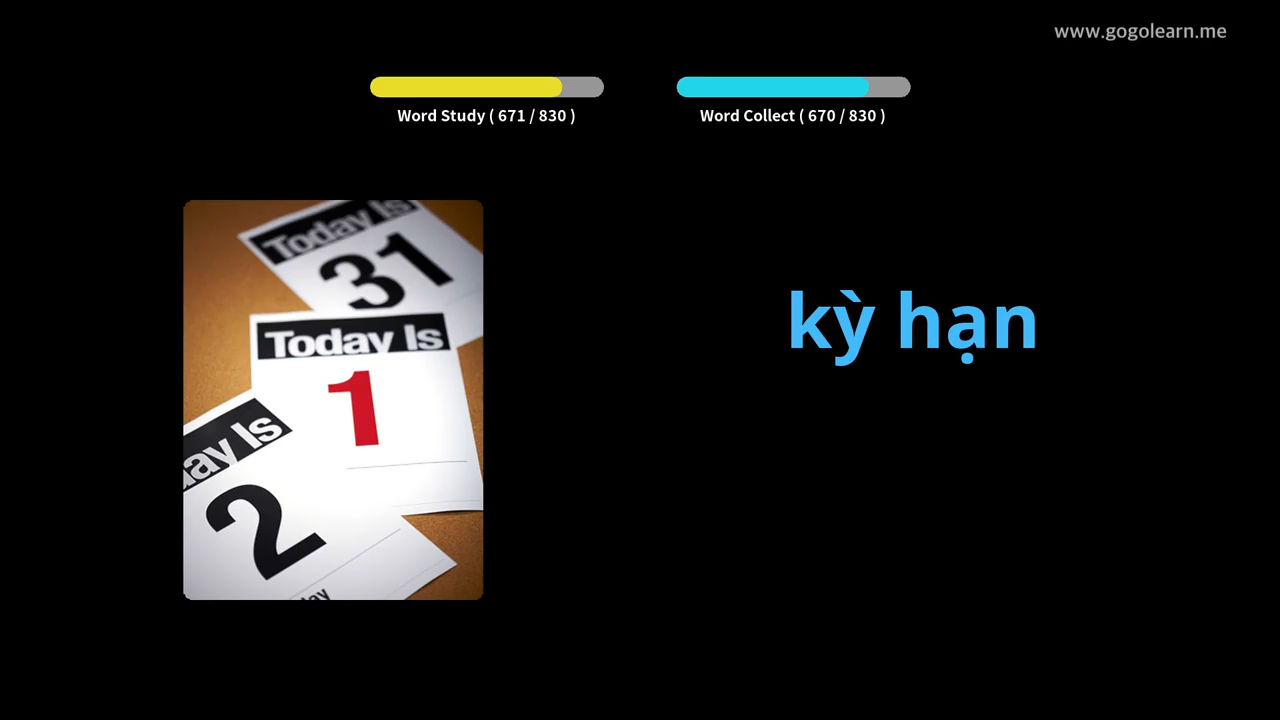 www.gogolearn.me
Word Study ( 671 / 830 )
Word Collect ( 670 / 830 )
Today Is
31
Today Is
1
ay Is
2
ay
kỳ hạn